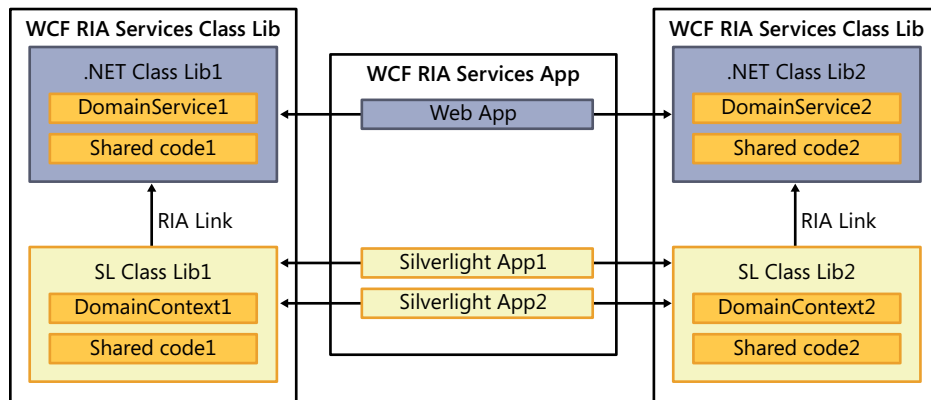 WCF RIA Services Class Lib
.NET Class Lib1
DomainService1
Shared code1
RIA Link
SL Class Lib1
DomainContext1
Shared code1
WCF RIA Services App
Web App
Silverlight App1
Silverlight App2
WCF RIA Services Class Lib
.NET Class Lib2
DomainService2
Shared code2
RIA Link
SL Class Lib2
DomainContext2
Shared code2